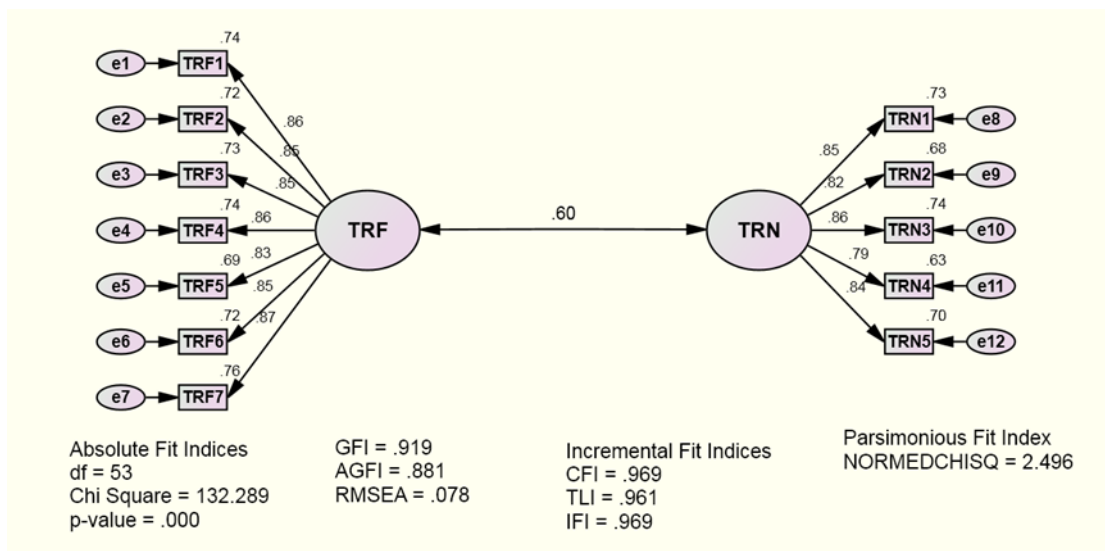 .74
e1 TRF1
.86
.72
e2 TRF2
.85
.73
e3 TRF3
.85
.74
e4 TRF4
.86
.69
e5 TRF5
.83
.72
e6 TRF6
.85
.76
e7 TRF7
.87
TRF
.60
TRN
.73
TRN1 e8
.85
.68
TRN2 e9
.82
.74
TRN3 e10
.86
.63
TRN4 e11
.79
.70
TRN5 e12
.84
Absolute Fit Indices
df = 53
Chi Square = 132.289
p-value = .000
GFI = .919
AGFI = .881
RMSEA = .078
Incremental Fit Indices
CFI = .969
TLI = .961
IFI = .969
Parsimonious Fit Index
NORMEDCHISQ = 2.496